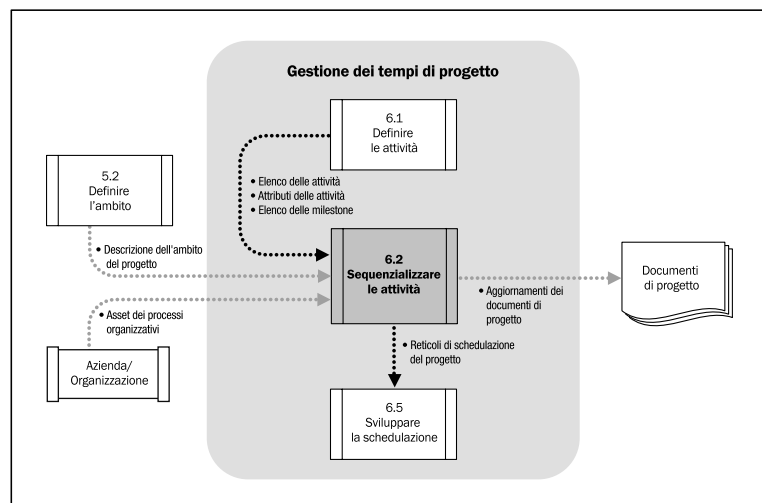 Gestione dei tempi di progetto
6.1
Definire
le attività
5.2
Definire
l'ambito
• Elenco delle attività
• Attributi delle attività
• Elenco delle milestone
• Descrizione dell'ambito
del progetto
6.2
Sequenzializzare
le attività
Documenti
di progetto
• Aggiornamenti dei
documenti di
progetto
• Asset dei processi
organizzativi
• Reticoli di schedulazione
del progetto
Azienda/
Organizzazione
6.5
Sviluppare
la schedulazione